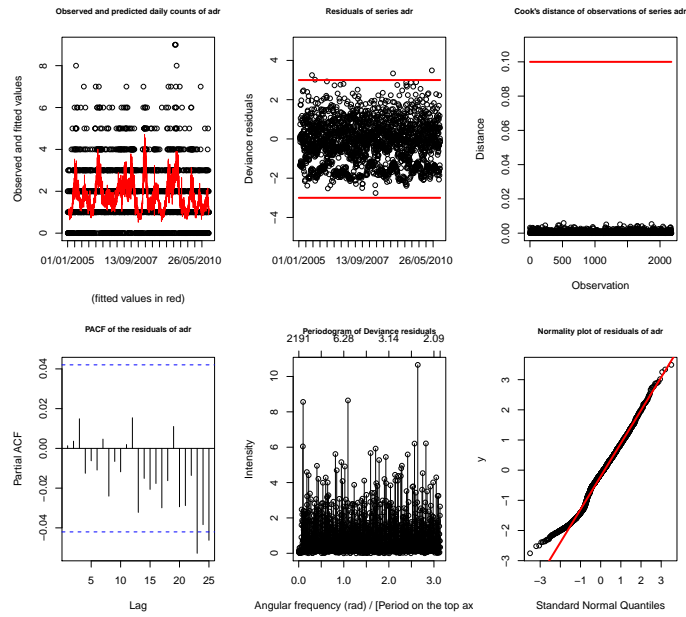 Observed and predicted daily counts of adr
Observed and fitted values
0 2 4 6 8
01/01/2005 13/09/2007 26/05/2010
(fitted values in red)
Residuals of series adr
Deviance residuals
−4 −2 0 2 4
01/01/2005 13/09/2007 26/05/2010
Cook's distance of observations of series adr
Distance
0.00 0.02 0.04 0.06 0.08 0.10
0 500 1000 2000
Observation
PACF of the residuals of adr
Partial ACF
−0.04 −0.02 0.00 0.02 0.04
5 10 15 20 25
Lag
Periodogram of Deviance residuals
2191 6.28 3.14 2.09
Intensity
0 2 4 6 8 10
0.0 1.0 2.0 3.0
Angular frequency (rad) / [Period on the top ax
Normality plot of residuals of adr
y
−3 −2 −1 0 1 2 3
−3 −2 −1 0 1 2 3
Standard Normal Quantiles